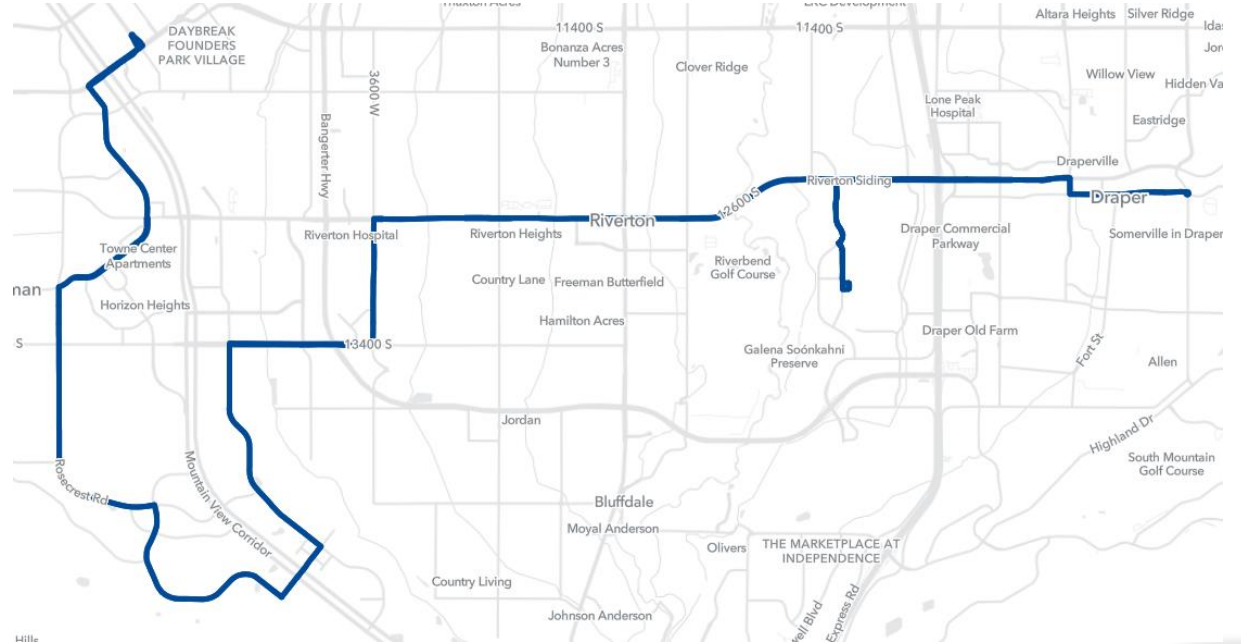 11400 S
11400 S
Altara Heights
Silver Ridge
DAYBREAK
FOUNDERS
PARK VILLAGE
Bonanza Acres
Number 3
Clover Ridge
3600 W
Willow View
Hidden Va
Lone Peak
Hospital
Eastridge
Bangerter Hwy
Draperville
Riverton Siding
Draper
12600 S
Riverton
Riverton Hospital
Riverton Heights
Draper Commercial
Parkway
Somerville in Draper
Towne Center
Apartments
Riverbend
Golf Course
Country Lane
Freeman Butterfield
man
Horizon Heights
Hamilton Acres
Draper Old Farm
S
13400 S
Galena Soónkahni
Preserve
Fort St
Allen
Jordan
Highland Dr
South Mountain
Golf Course
Rosecrest Rd
Mountain View Corridor
Bluffdale
Moyal Anderson
Olivers
THE MARKETPLACE AT
INDEPENDENCE
Country Living
Johnson Anderson
Express Rd
Hills